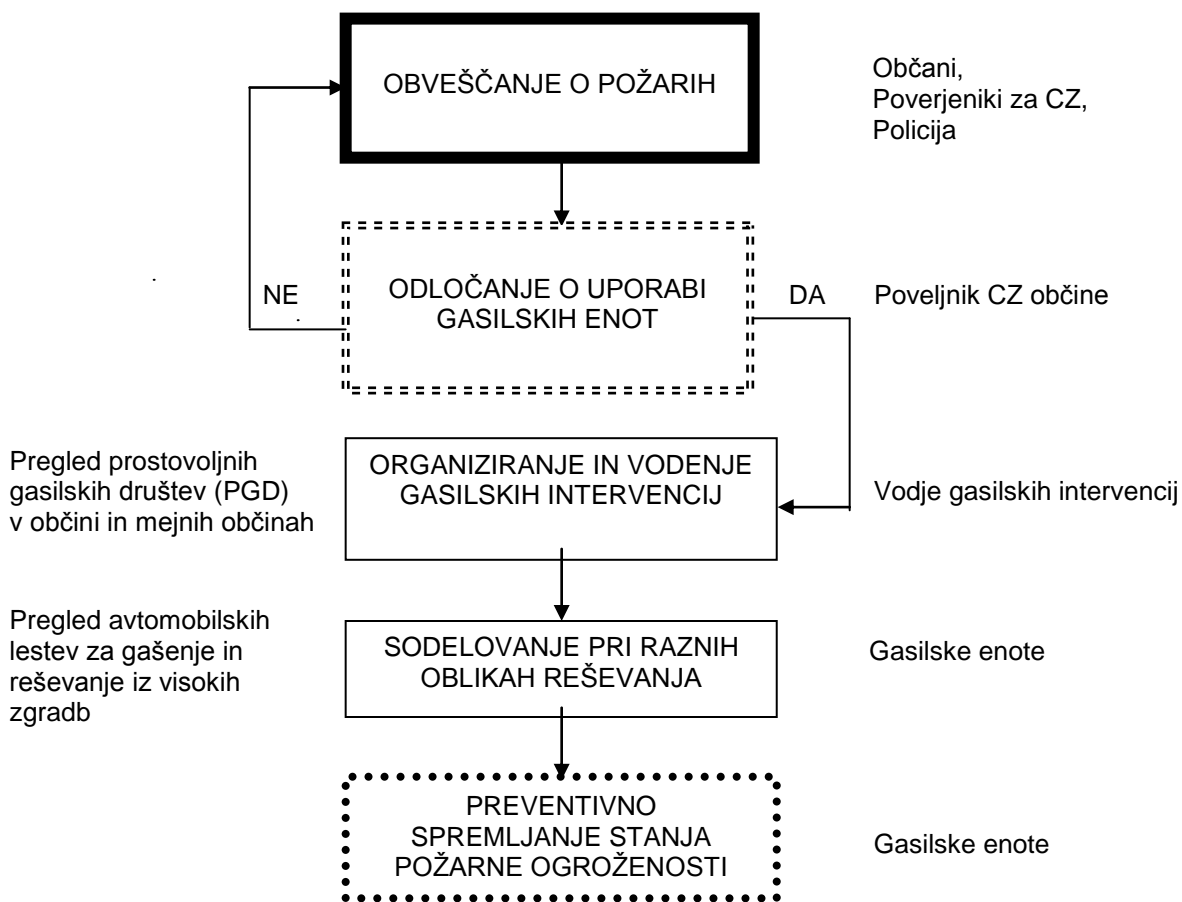 OBVEŠČANJE O POŽARIH
Občani,
Poverjeniki za CZ,
Policija
NE
ODLOČANJE O UPORABI
GASILSKIH ENOT
DA
Poveljnik CZ občine
Pregled prostovoljnih
gasilskih društev (PGD)
v občini in mejnih občinah
ORGANIZIRANJE IN VODENJE
GASILSKIH INTERVENCIJ
Vodje gasilskih intervencij
Pregled avtomobilskih
lestev za gašenje in
reševanje iz visokih
zgradb
SODELOVANJE PRI RAZNIH
OBLIKAH REŠEVANJA
Gasilske enote
PREVENTIVNO
SPREMLJANJE STANJA
POŽARNE OGROŽENOSTI
Gasilske enote